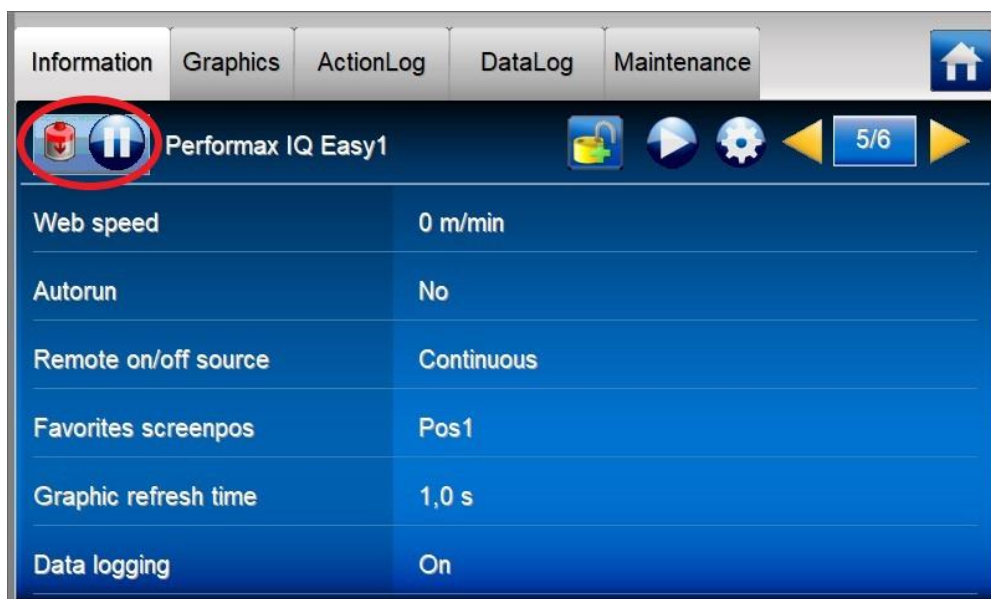 Information Graphics ActionLog DataLog Maintenance
Performax IQ Easy1 5/6
Web speed 0 m/min
Autorun No
Remote on/off source Continuous
Favorites screenpos Pos1
Graphic refresh time 1,0 s
Data logging On